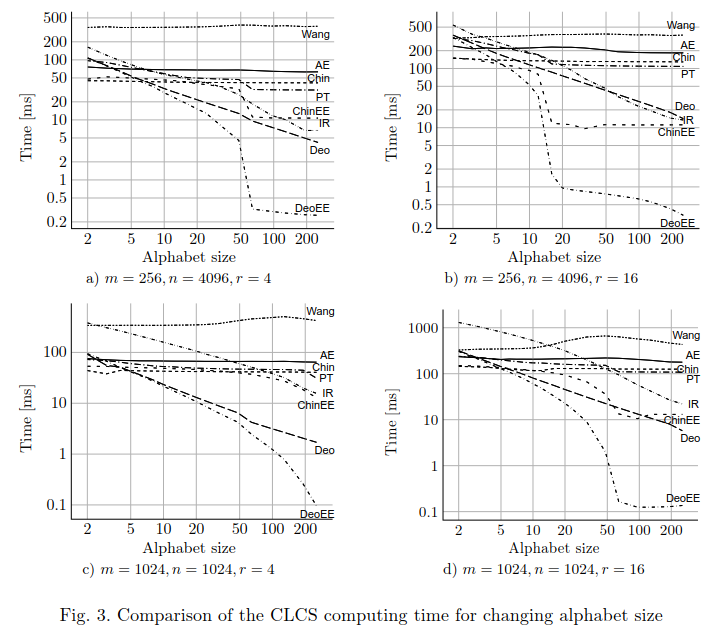 500
200
100
50
20
10
5
2
1
0.5
0.2
Time [ms]
Wang
AE
Chin
PT
ChinEE
IR
Deo
DeoEE
2 5 10 20 50 100 200
Alphabet size
a) m = 256, n = 4096, r = 4
500
200
100
50
20
10
5
2
1
0.5
0.2
Time [ms]
Wang
AE
Chin
PT
Deo
IR
ChinEE
DeoEE
2 5 10 20 50 100 200
Alphabet size
b) m = 256, n = 4096, r = 16
100
10
1
0.1
Time [ms]
Wang
AE
Chin
PT
IR
ChinEE
Deo
DeoEE
2 5 10 20 50 100 200
Alphabet size
c) m = 1024, n = 1024, r = 4
1000
100
10
1
0.1
Time [ms]
Wang
AE
Chin
PT
IR
ChinEE
Deo
DeoEE
2 5 10 20 50 100 200
Alphabet size
d) m = 1024, n = 1024, r = 16
Fig. 3. Comparison of the CLCS computing time for changing alphabet size